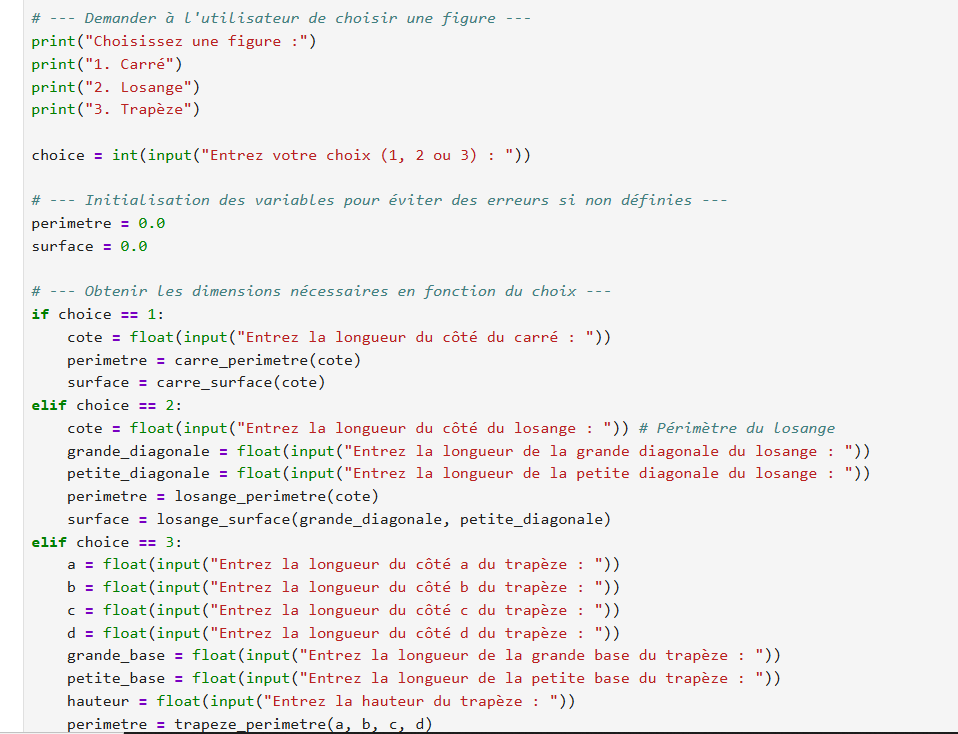 # --- Demander à l'utilisateur de choisir une figure ---
print("Choisissez une figure :")
print("1. Carré")
print("2. Losange")
print("3. Trapèze")

choice = int(input("Entrez votre choix (1, 2 ou 3) : "))

# --- Initialisation des variables pour éviter des erreurs si non définies ---
perimetre = 0.0
surface = 0.0

# --- Obtenir les dimensions nécessaires en fonction du choix ---
if choice == 1:
    cote = float(input("Entrez la longueur du côté du carré : "))
    perimetre = carre_perimetre(cote)
    surface = carre_surface(cote)
elif choice == 2:
    cote = float(input("Entrez la longueur du côté du losange : ")) # Périmètre du losange
    grande_diagonale = float(input("Entrez la longueur de la grande diagonale du losange : "))
    petite_diagonale = float(input("Entrez la longueur de la petite diagonale du losange : "))
    perimetre = losange_perimetre(cote)
    surface = losange_surface(grande_diagonale, petite_diagonale)
elif choice == 3:
    a = float(input("Entrez la longueur du côté a du trapèze : "))
    b = float(input("Entrez la longueur du côté b du trapèze : "))
    c = float(input("Entrez la longueur du côté c du trapèze : "))
    d = float(input("Entrez la longueur du côté d du trapèze : "))
    grande_base = float(input("Entrez la longueur de la grande base du trapèze : "))
    petite_base = float(input("Entrez la longueur de la petite base du trapèze : "))
    hauteur = float(input("Entrez la hauteur du trapèze : "))
    perimetre = trapeze_perimetre(a, b, c, d)